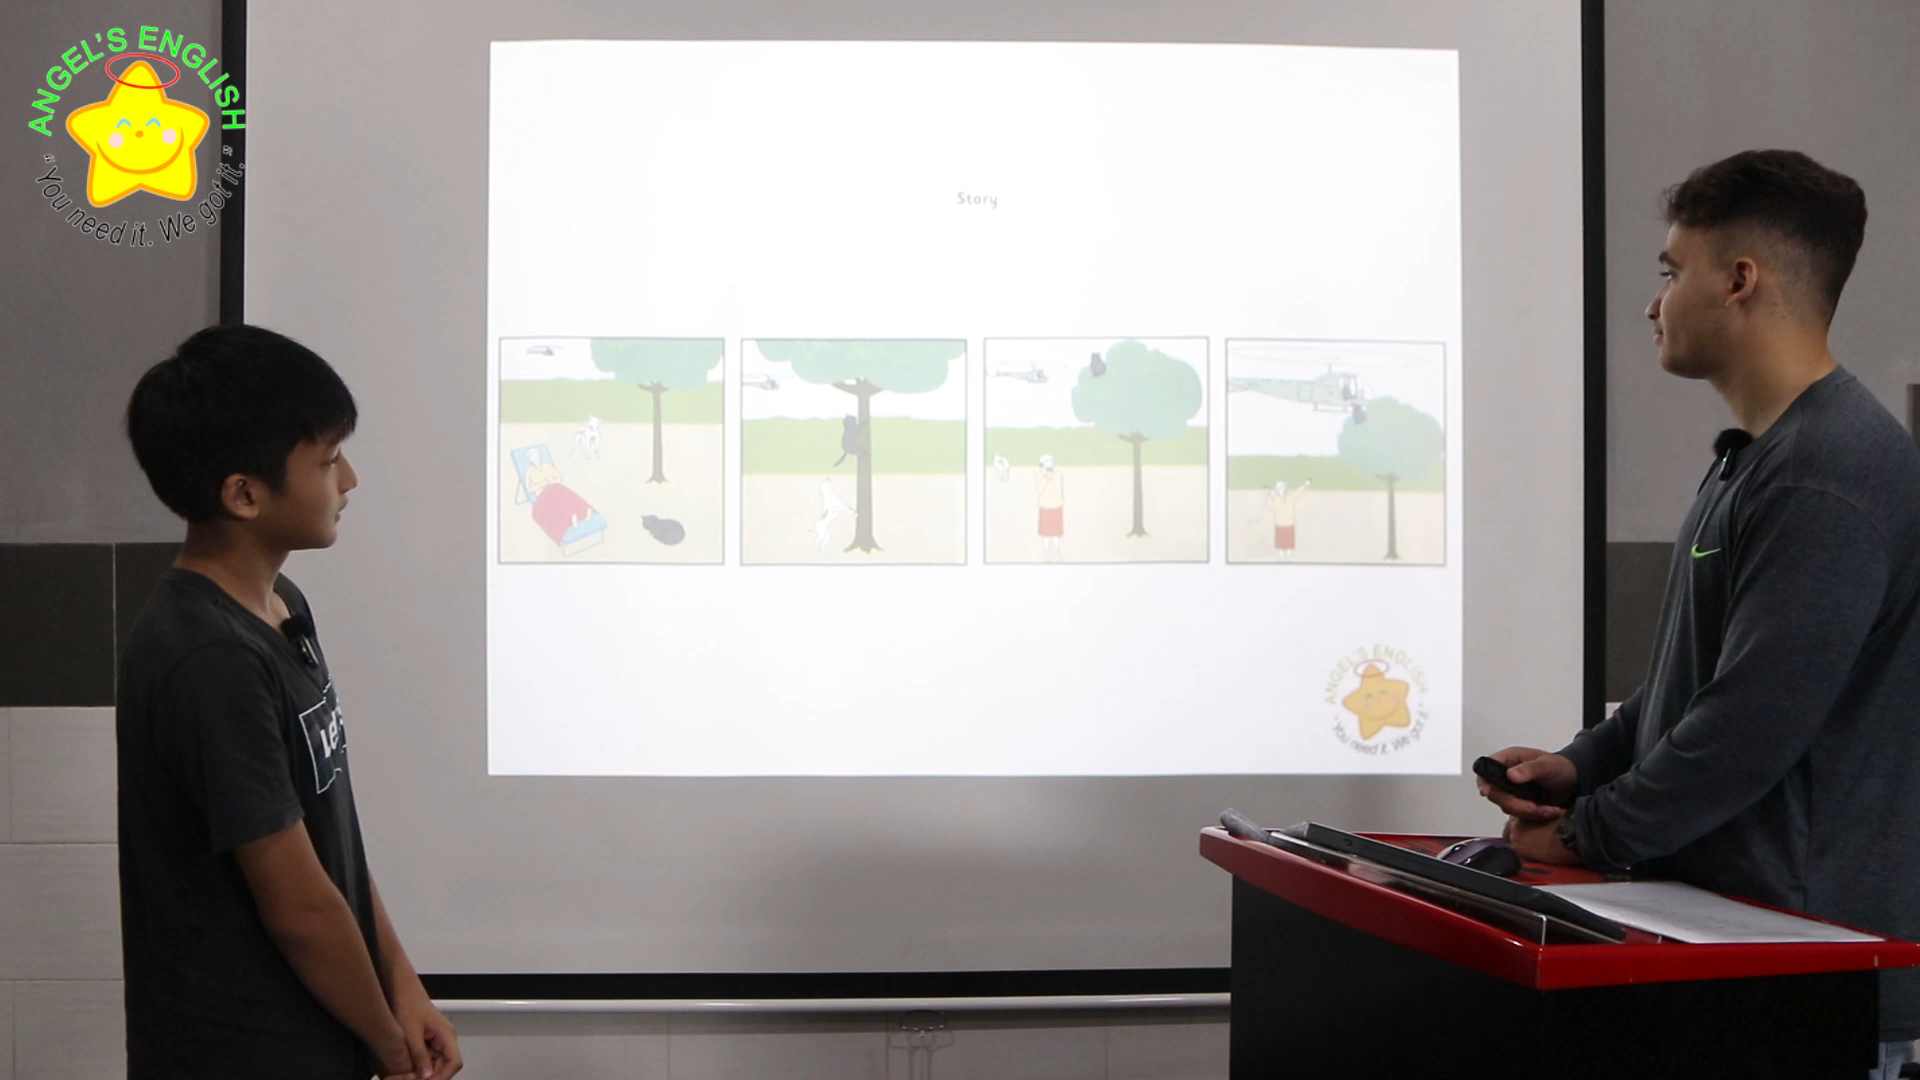 ANGEL'S ENGLISH
"You need it. We got it."
Story
ANGEL'S ENGLISH
"You need it. We got it."